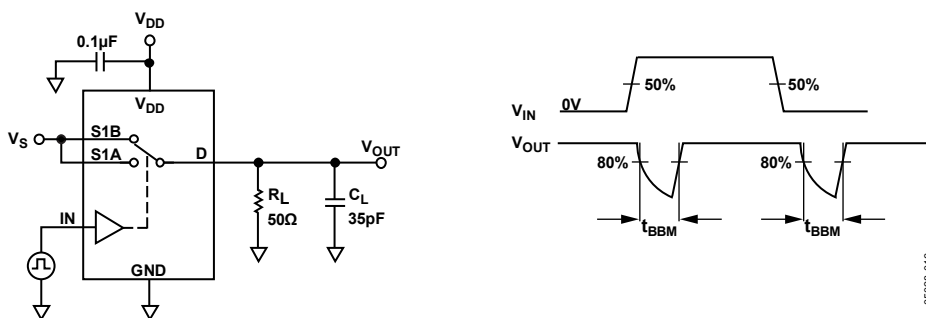 VDD
0.1µF
VDD
VS
S1B
S1A
D
VOUT
IN
RL
50Ω
CL
35pF
GND
VIN
0V
50%
50%
VOUT
80%
80%
tBBM
tBBM